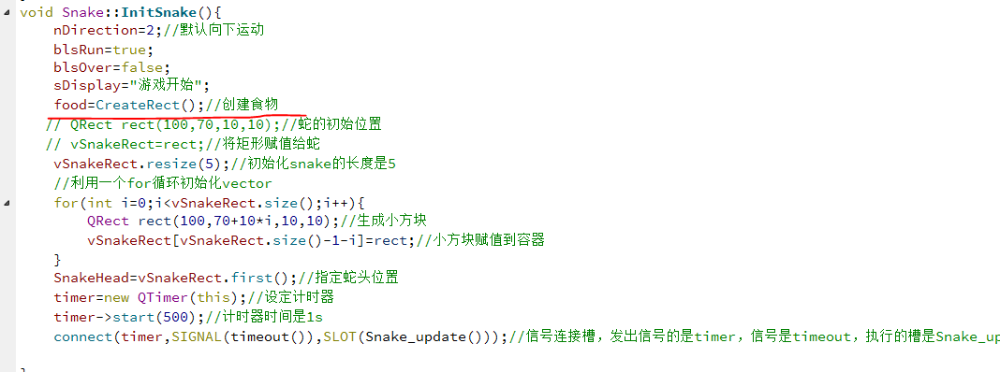 void Snake::InitSnake(){
nDirection=2;//默认向下运动
blsRun=true;
blsOver=false;
sDisplay="游戏开始";
food=CreateRect();//创建食物
// QRect rect(100,70,10,10);//蛇的初始位置
// vSnakeRect=rect;//将矩形赋值给蛇
vSnakeRect.resize(5);//初始化snake的长度是5
//利用一个for循环初始化vector
for(int i=0;i<vSnakeRect.size();i++){
QRect rect(100,70+10*i,10,10);//生成小方块
vSnakeRect[vSnakeRect.size()-1-i]=rect;//小方块赋值到容器
}
SnakeHead=vSnakeRect.first();//指定蛇头位置
timer=new QTimer(this);//设定计时器
timer->start(500);//计时器时间是1s
connect(timer,SIGNAL(timeout()),SLOT(Snake_update()));//信号连接槽，发出信号的是timer，信号是timeout，执行的槽是Snake_up